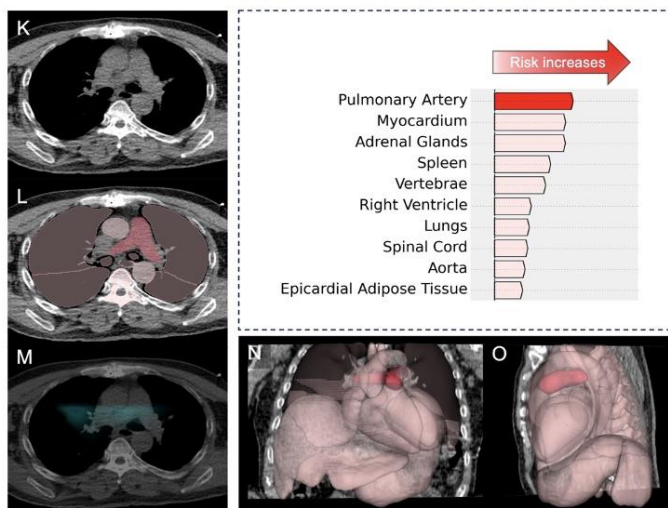 K
L
M
Risk increases
Pulmonary Artery
Myocardium
Adrenal Glands
Spleen
Vertebrae
Right Ventricle
Lungs
Spinal Cord
Aorta
Epicardial Adipose Tissue
N
O